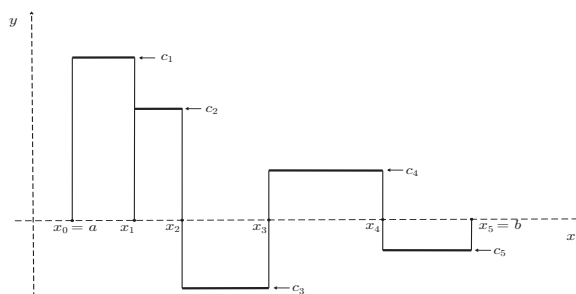 y
c₁
c₂
c₄
x₀ = a
x₁
x₂
x₃
x₄
x₅ = b
x
c₅
c₃